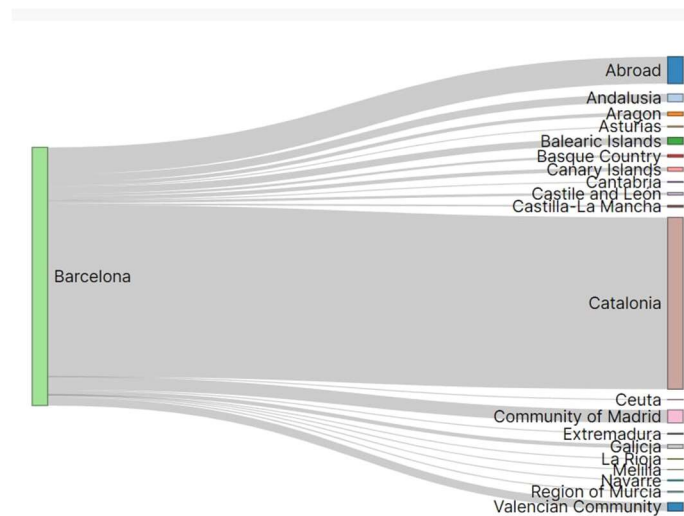 Abroad
Andalusia
Aragon
Asturias
Balearic Islands
Basque Country
Canary Islands
Cantabria
Castile and León
Castilla-La Mancha
Barcelona
Catalonia
Ceuta
Community of Madrid
Extremadura
Galicia
La Rioja
Melilla
Navarre
Region of Murcia
Valencian Community